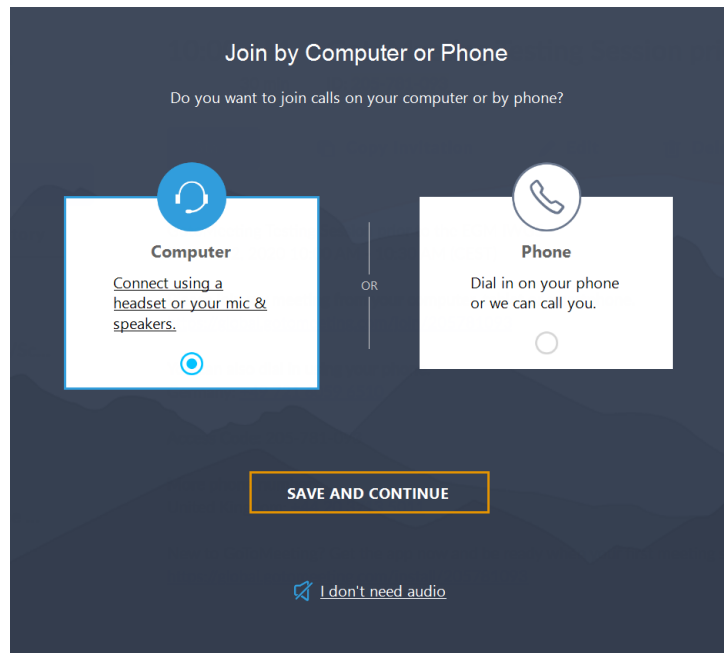 Join by Computer or Phone
Do you want to join calls on your computer or by phone?
Computer
Connect using a
headset or your mic &
speakers.
OR
Phone
Dial in on your phone
or we can call you.
SAVE AND CONTINUE
I don't need audio